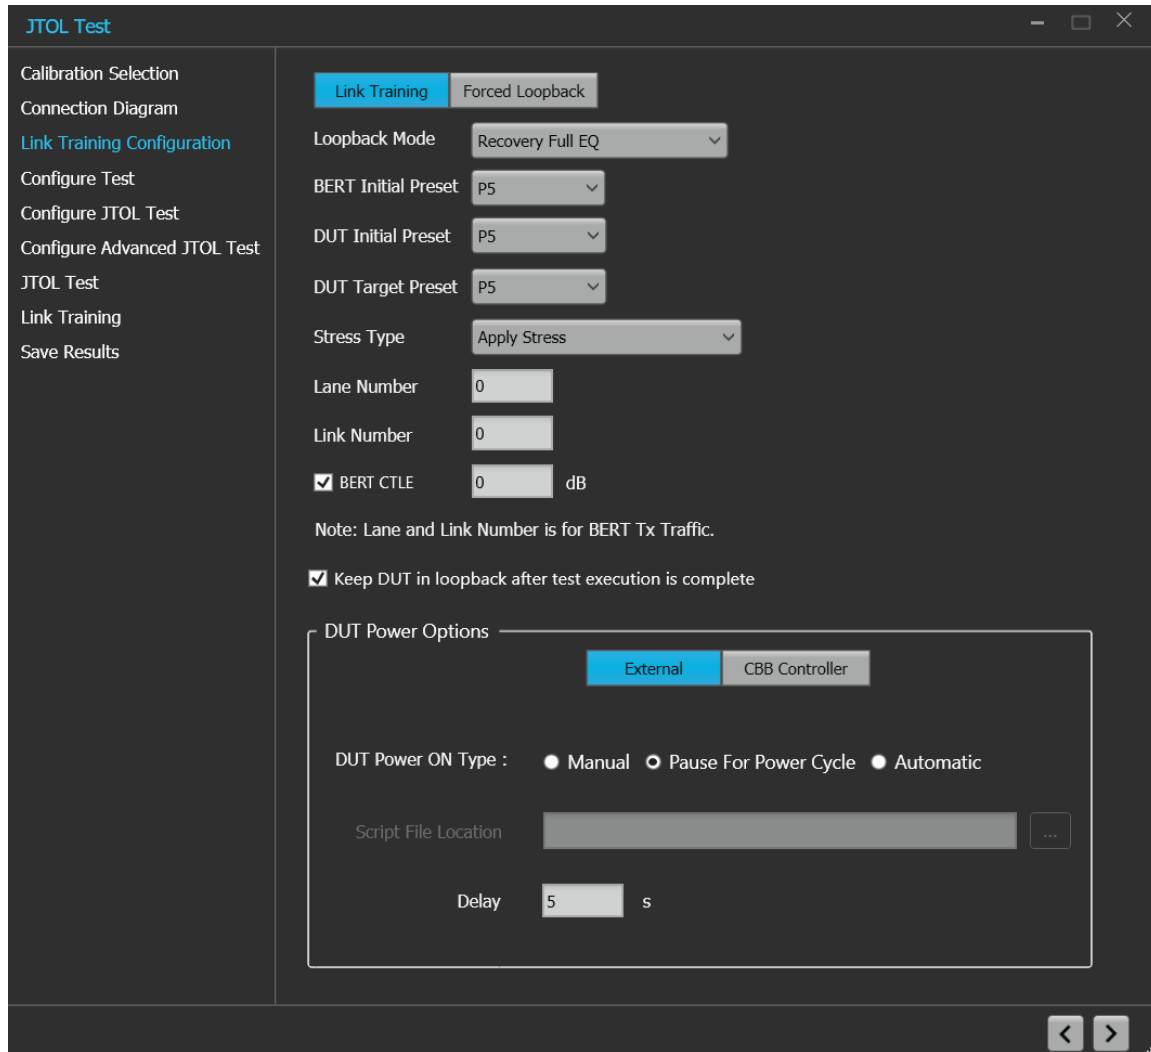 JTOL Test
Calibration Selection
Connection Diagram
Link Training Configuration
Configure Test
Configure JTOL Test
Configure Advanced JTOL Test
JTOL Test
Link Training
Save Results
Link Training Forced Loopback
Loopback Mode Recovery Full EQ
BERT Initial Preset P5
DUT Initial Preset P5
DUT Target Preset P5
Stress Type Apply Stress
Lane Number 0
Link Number 0
BERT CTLE 0 dB
Note: Lane and Link Number is for BERT Tx Traffic.
Keep DUT in loopback after test execution is complete
DUT Power Options
External CBB Controller
DUT Power ON Type : Manual Pause For Power Cycle Automatic
Script File Location ...
Delay 5 s